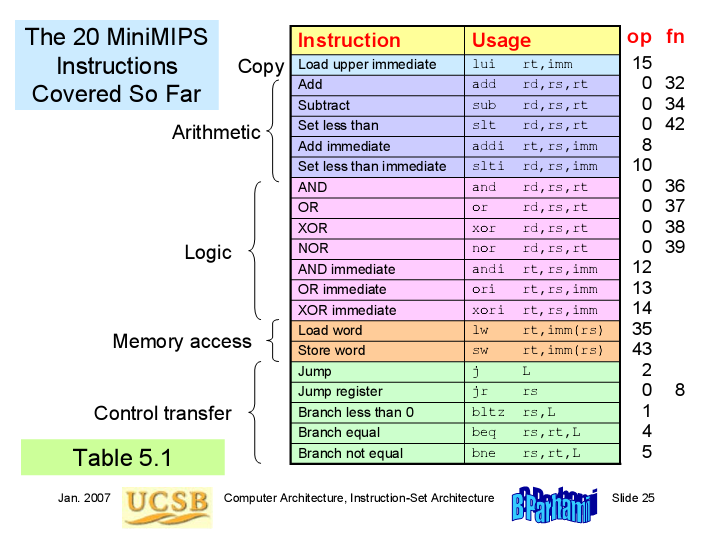 The 20 MiniMIPS
Instructions
Covered So Far
Instruction Usage op fn
Copy Load upper immediate lui rt,imm 15
Add add rd,rs,rt 0 32
Subtract sub rd,rs,rt 0 34
Arithmetic Set less than slt rd,rs,rt 0 42
Add immediate addi rt,rs,imm 8
Set less than immediate slti rd,rs,imm 10
AND and rd,rs,rt 0 36
OR or rd,rs,rt 0 37
XOR xor rd,rs,rt 0 38
Logic NOR nor rd,rs,rt 0 39
AND immediate andi rt,rs,imm 12
OR immediate ori rt,rs,imm 13
XOR immediate xori rt,rs,imm 14
Load word lw rt,imm(rs) 35
Memory access Store word sw rt,imm(rs) 43
Jump j L 2
Jump register jr rs 0 8
Control transfer Branch less than 0 bltz rs,L 1
Branch equal beq rs,rt,L 4
Branch not equal bne rs,rt,L 5
Table 5.1
Jan. 2007 UCSB Computer Architecture, Instruction-Set Architecture B. Parhami Slide 25